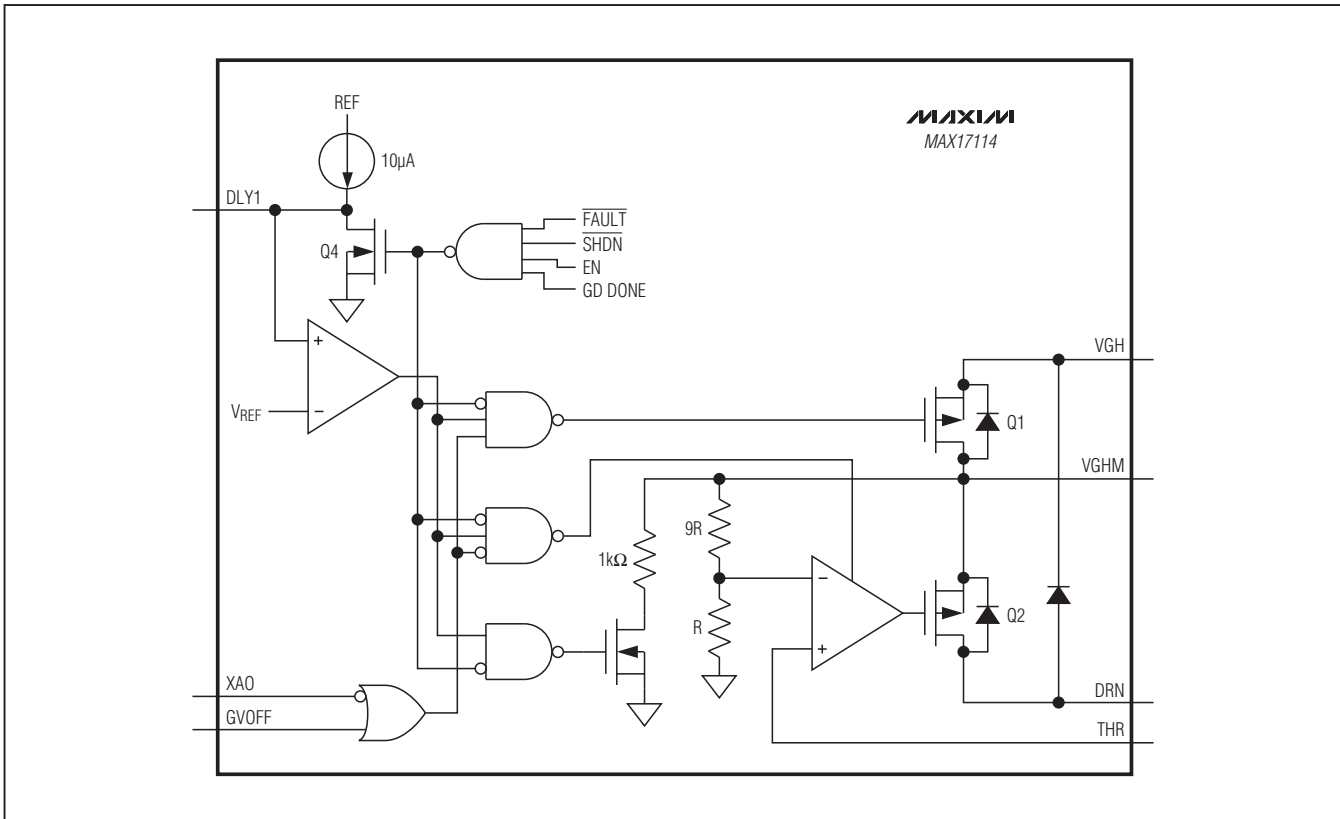 REF
MAXIM
MAX17114
10µA
DLY1
FAULT
SHDN
Q4
EN
GD DONE
+
VREF
−
VGH
Q1
VGHM
9R
1kΩ
−
R
Q2
+
XAO
DRN
GVOFF
THR